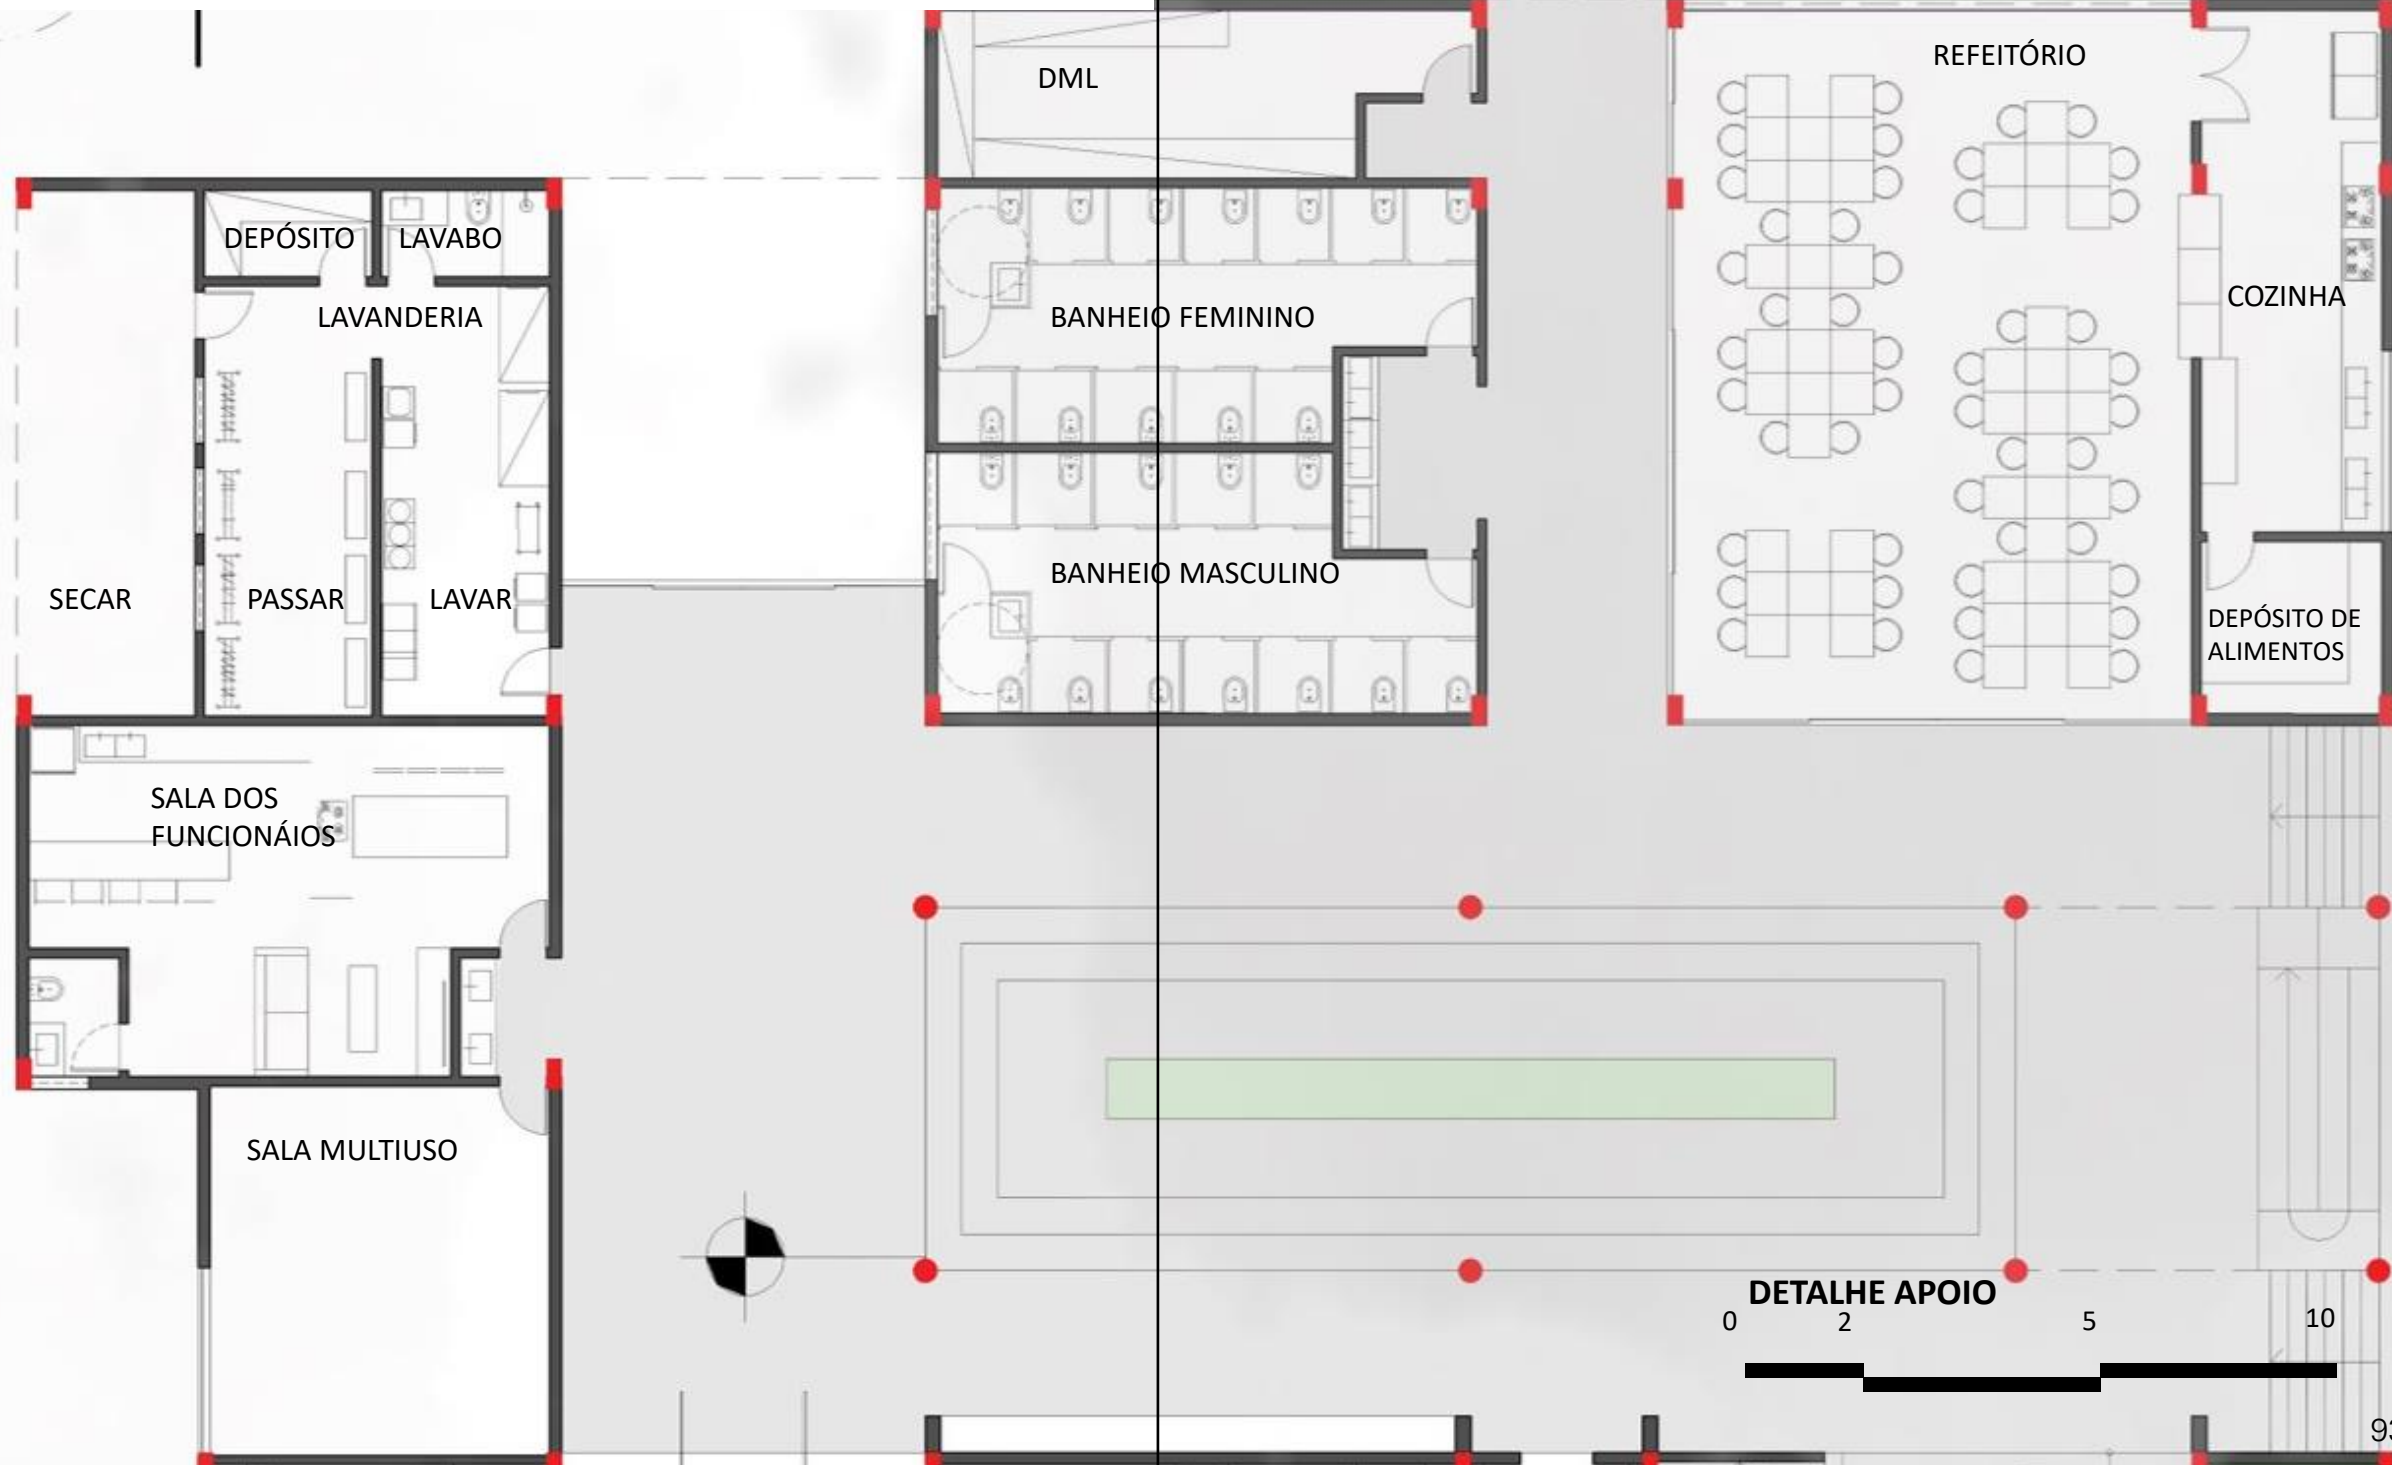 DML
REFEITÓRIO
DEPÓSITO
LAVABO
LAVANDERIA
BANHEIO FEMININO
COZINHA
SECAR
PASSAR
LAVAR
BANHEIO MASCULINO
DEPÓSITO DE
ALIMENTOS
SALA DOS
FUNCIONÁIOS
SALA MULTIUSO
DETALHE APOIO
0 2 5 10